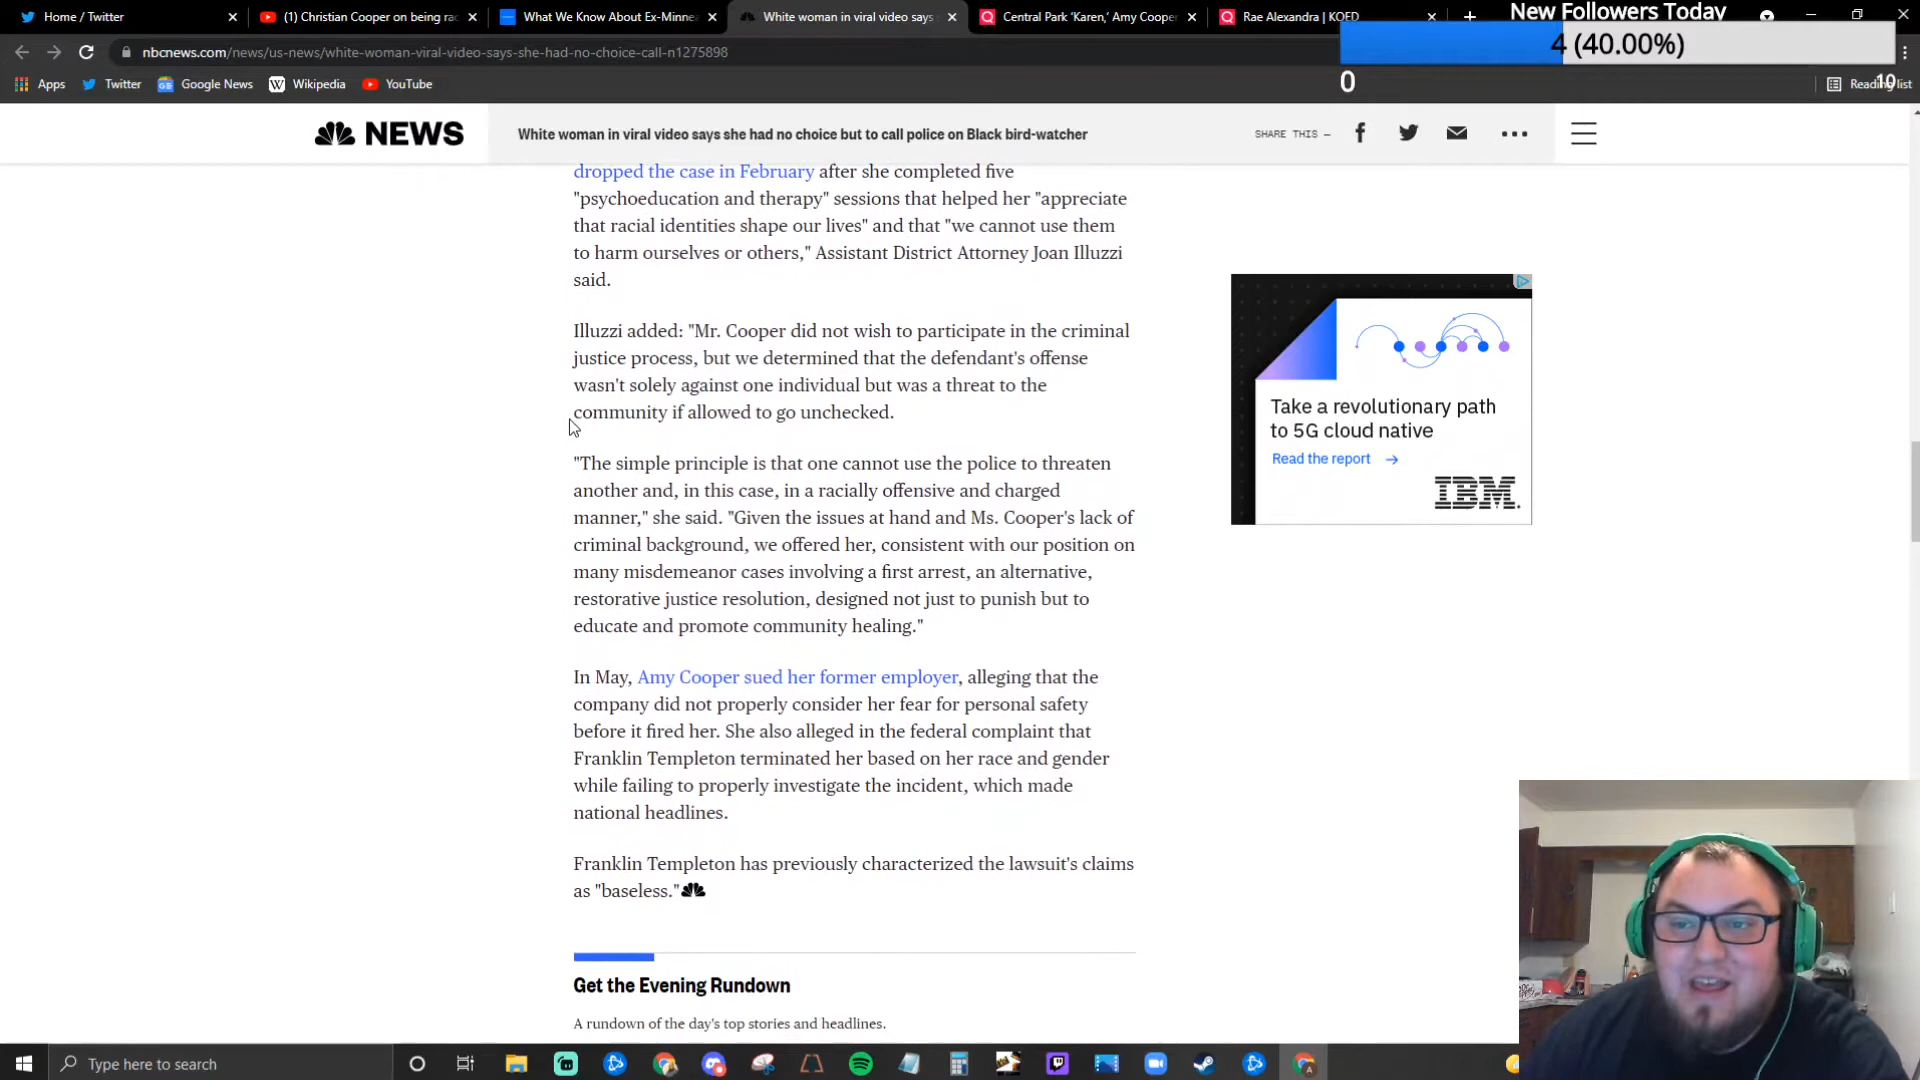 Home / Twitter
(1) Christian Cooper on being rac
What We Know About Ex-Minne
White woman in viral video says
Central Park 'Karen,' Amy Cooper
Rae Alexandra | KQED
New Followers Today
4 (40.00%)
0
10
nbcnews.com/news/us-news/white-woman-viral-video-says-she-had-no-choice-call-n1275898
Apps
Twitter
Google News
Wikipedia
YouTube
Reading list
NEWS
White woman in viral video says she had no choice but to call police on Black bird-watcher
SHARE THIS –
dropped the case in February after she completed five
"psychoeducation and therapy" sessions that helped her "appreciate
that racial identities shape our lives" and that "we cannot use them
to harm ourselves or others," Assistant District Attorney Joan Illuzzi
said.
Illuzzi added: "Mr. Cooper did not wish to participate in the criminal
justice process, but we determined that the defendant's offense
wasn't solely against one individual but was a threat to the
community if allowed to go unchecked.
"The simple principle is that one cannot use the police to threaten
another and, in this case, in a racially offensive and charged
manner," she said. "Given the issues at hand and Ms. Cooper's lack of
criminal background, we offered her, consistent with our position on
many misdemeanor cases involving a first arrest, an alternative,
restorative justice resolution, designed not just to punish but to
educate and promote community healing."
In May, Amy Cooper sued her former employer, alleging that the
company did not properly consider her fear for personal safety
before it fired her. She also alleged in the federal complaint that
Franklin Templeton terminated her based on her race and gender
while failing to properly investigate the incident, which made
national headlines.
Franklin Templeton has previously characterized the lawsuit's claims
as "baseless."
Get the Evening Rundown
A rundown of the day's top stories and headlines.
Take a revolutionary path
to 5G cloud native
Read the report
IBM
Type here to search